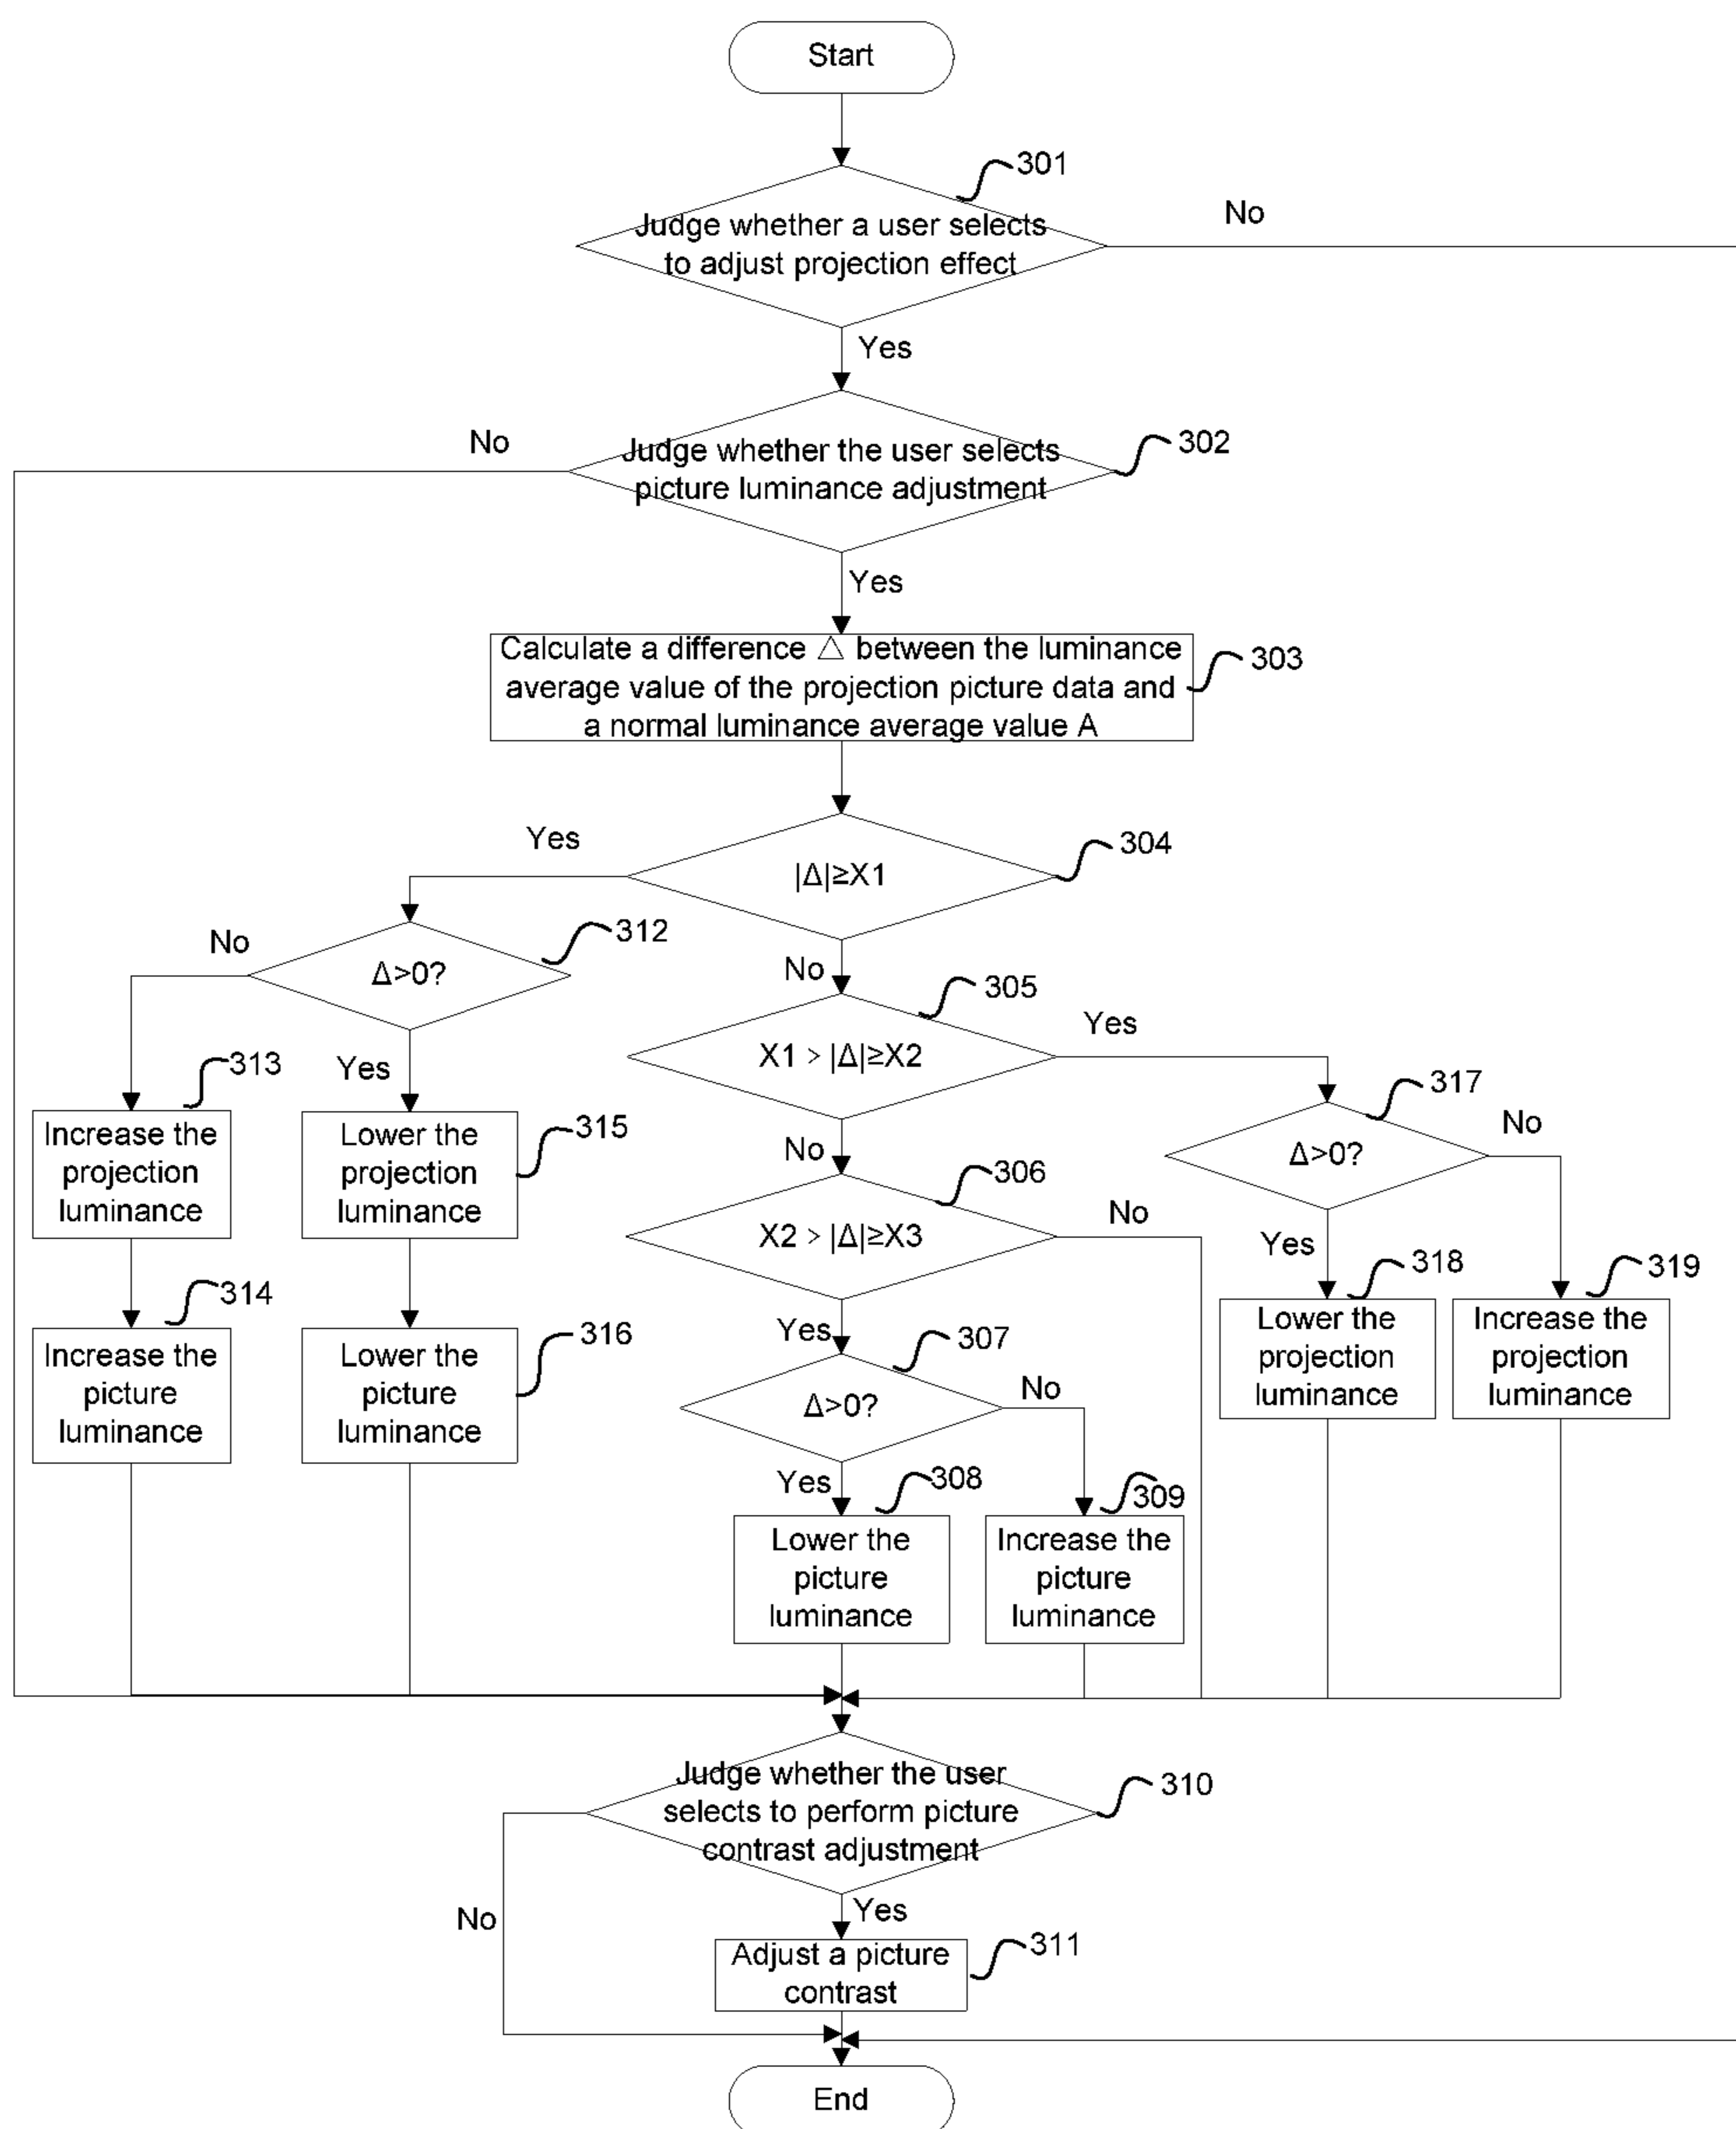 Start
301
Judge whether a user selects
to adjust projection effect
No
Yes
302
Judge whether the user selects
picture luminance adjustment
No
Yes
303
Calculate a difference △ between the luminance
average value of the projection picture data and
a normal luminance average value A
304
|Δ|≥X1
Yes
No
312
Δ>0?
No
Yes
305
X1 > |Δ|≥X2
Yes
No
313
Increase the
projection
luminance
315
Lower the
projection
luminance
317
Δ>0?
No
Yes
306
X2 > |Δ|≥X3
No
Yes
314
Increase the
picture
luminance
316
Lower the
picture
luminance
318
Lower the
projection
luminance
319
Increase the
projection
luminance
307
Δ>0?
No
Yes
308
Lower the
picture
luminance
309
Increase the
picture
luminance
310
Judge whether the user
selects to perform picture
contrast adjustment
No
Yes
311
Adjust a picture
contrast
End